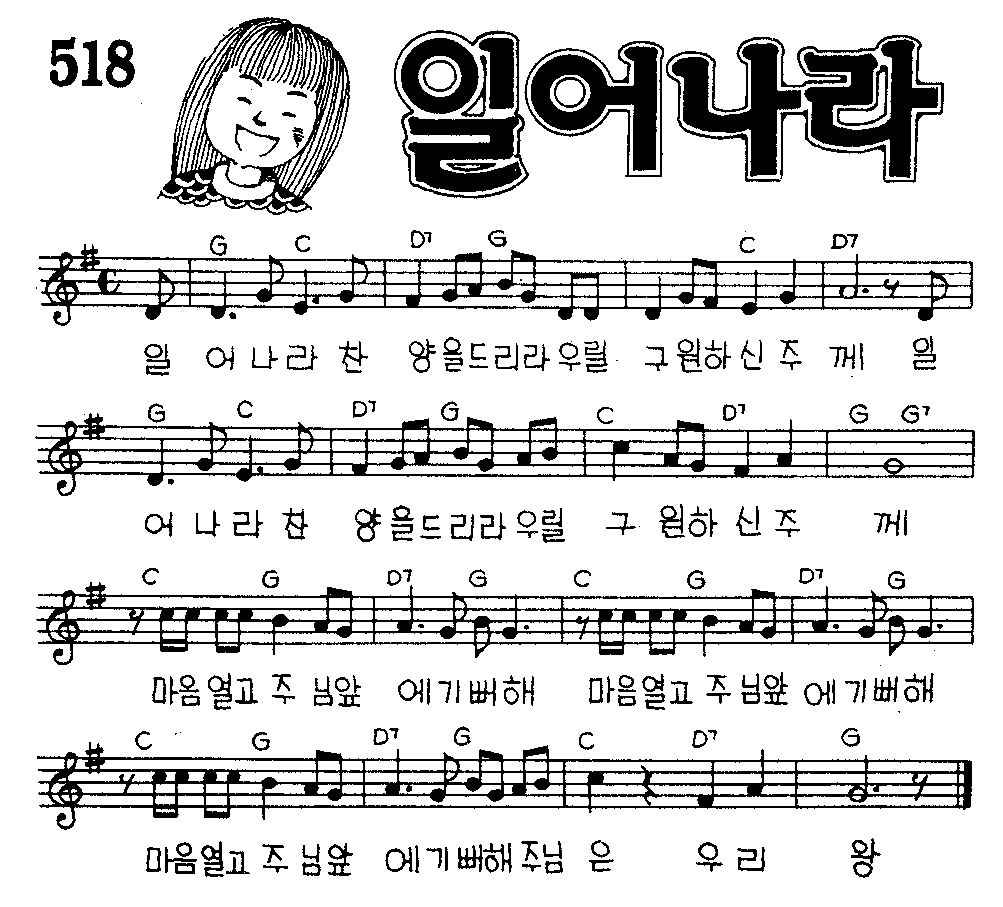 518 일어나라
G C D7 G C D7
일 어 나 라 찬 양 을 드 리 라 우 릴 구 원 하 신 주 께 일
G C D7 G C D7 G G7
어 나 라 찬 양 을 드 리 라 우 릴 구 원 하 신 주 께
C G D7 G C G D7 G
마음열고 주 님앞 에기뻐해 마음열고 주 님앞 에기뻐해
C G D7 G C D7 G
마음열고 주 님앞 에기뻐해주님 은 우 리 왕